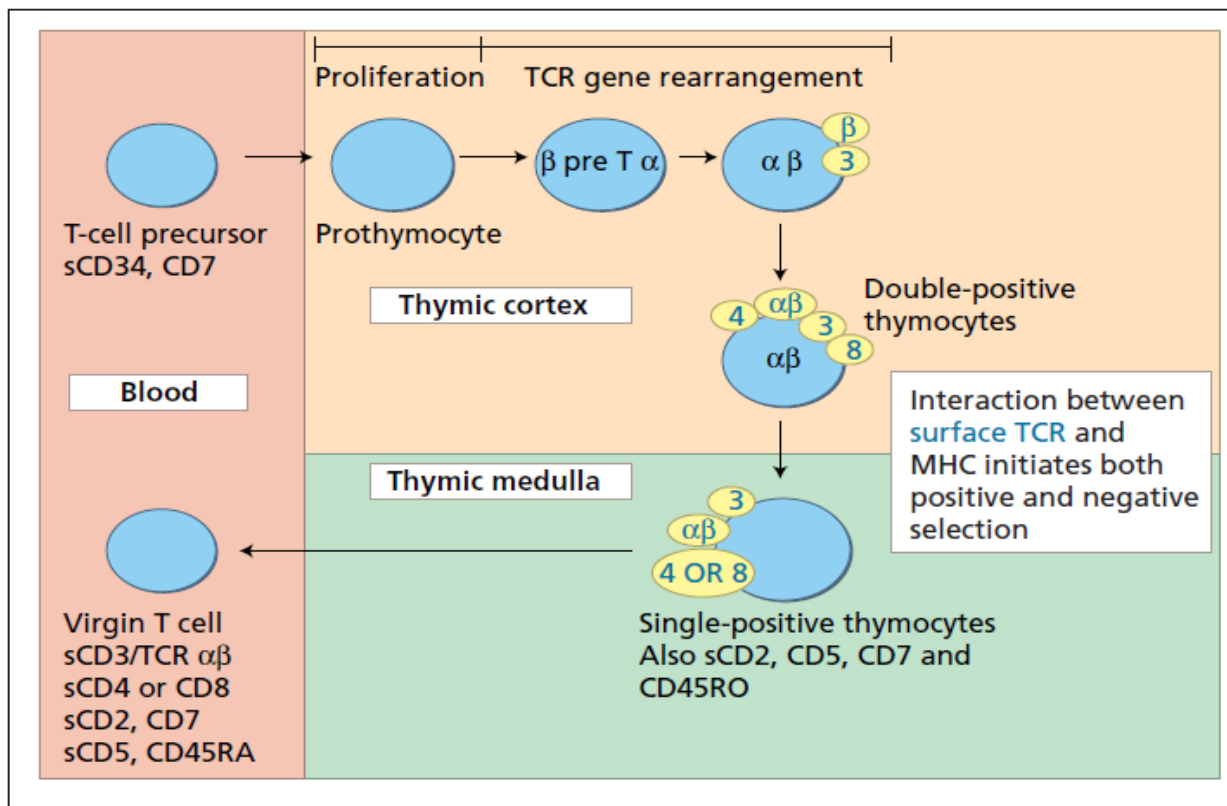 Proliferation
TCR gene rearrangement
β
3
β pre T α
α β
T-cell precursor
sCD34, CD7
Prothymocyte
Thymic cortex
4
αβ
3
8
αβ
Double-positive
thymocytes
Blood
Interaction between
surface TCR and
MHC initiates both
positive and negative
selection
Thymic medulla
3
αβ
4 OR 8
Virgin T cell
sCD3/TCR αβ
sCD4 or CD8
sCD2, CD7
sCD5, CD45RA
Single-positive thymocytes
Also sCD2, CD5, CD7 and
CD45RO